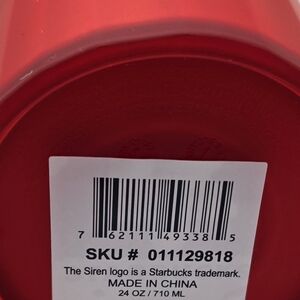 7 62111 49338 5
SKU # 011129818
The Siren logo is a Starbucks trademark.
MADE IN CHINA
24 OZ / 710 ML